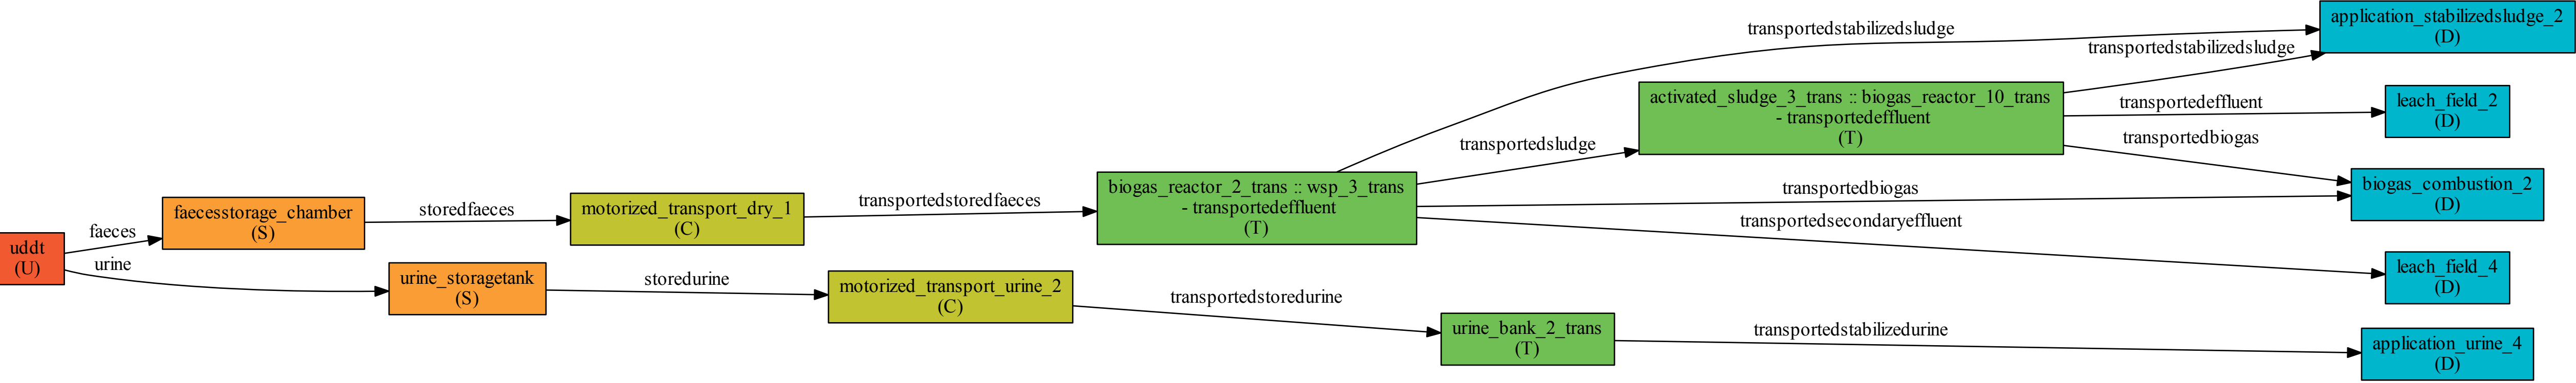 uddt
(U)
faeces
urine
faecesstorage_chamber
(S)
urine_storagetank
(S)
storedfaeces
storedurine
motorized_transport_dry_1
(C)
motorized_transport_urine_2
(C)
transportedstoredfaeces
transportedstoredurine
biogas_reactor_2_trans :: wsp_3_trans
- transportedeffluent
(T)
urine_bank_2_trans
(T)
transportedsludge
activated_sludge_3_trans :: biogas_reactor_10_trans
- transportedeffluent
(T)
transportedstabilizedsludge
transportedstabilizedsludge
transportedeffluent
transportedbiogas
transportedbiogas
transportedsecondaryeffluent
transportedstabilizedurine
application_stabilizedsludge_2
(D)
leach_field_2
(D)
biogas_combustion_2
(D)
leach_field_4
(D)
application_urine_4
(D)